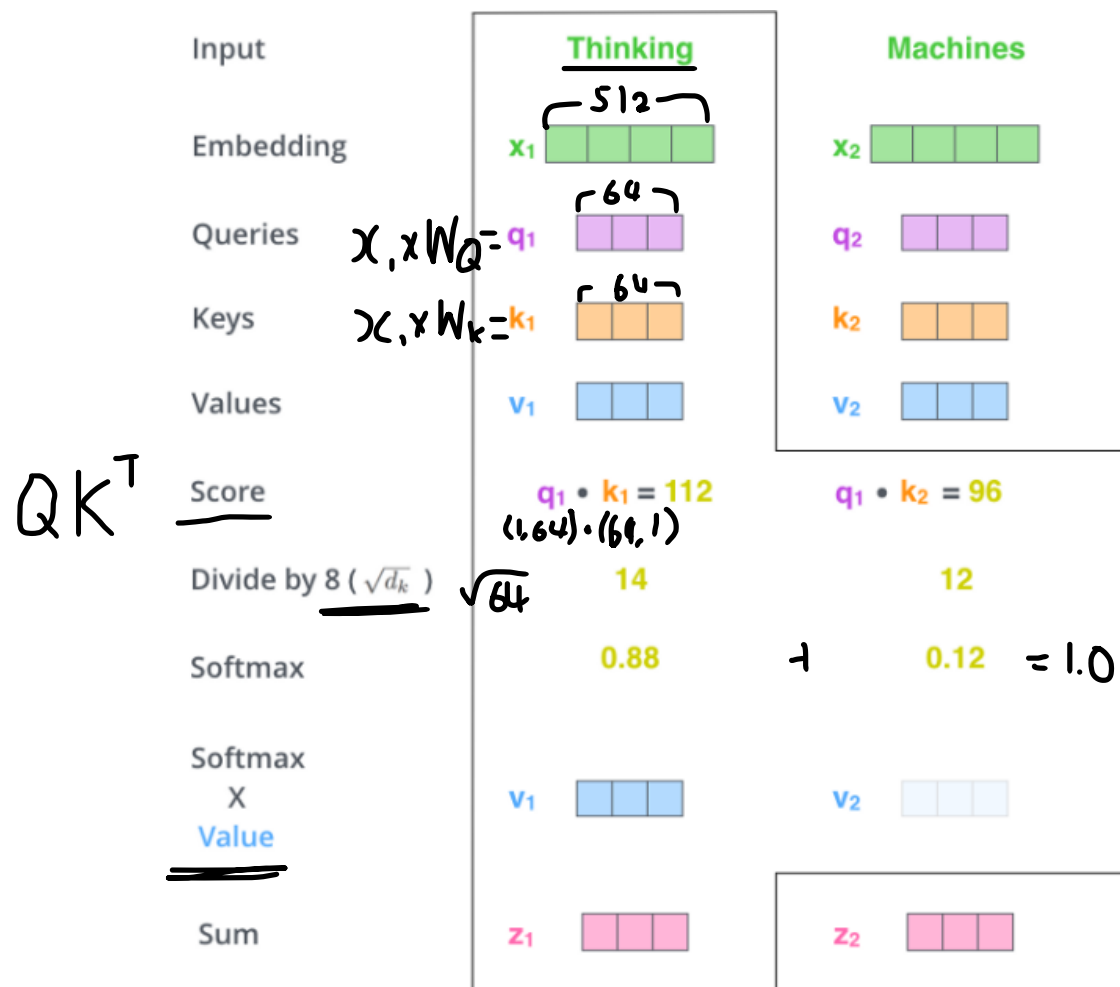 Input Thinking Machines
512
Embedding x₁ x₂
64
Queries x₁ × W_Q = q₁ q₂
64
Keys x₁ × W_k = k₁ k₂
Values v₁ v₂
QKᵀ Score q₁ • k₁ = 112 q₁ • k₂ = 96
(1,64)·(64,1)
Divide by 8 ( √dₖ ) √64 14 12
Softmax 0.88 + 0.12 = 1.0
Softmax
X v₁ v₂
Value
Sum z₁ z₂